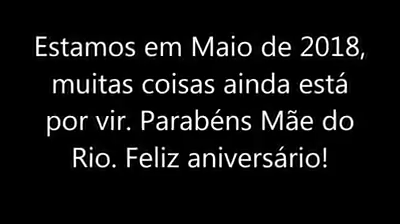 Estamos em Maio de 2018,
muitas coisas ainda está
por vir. Parabéns Mãe do
Rio. Feliz aniversário!